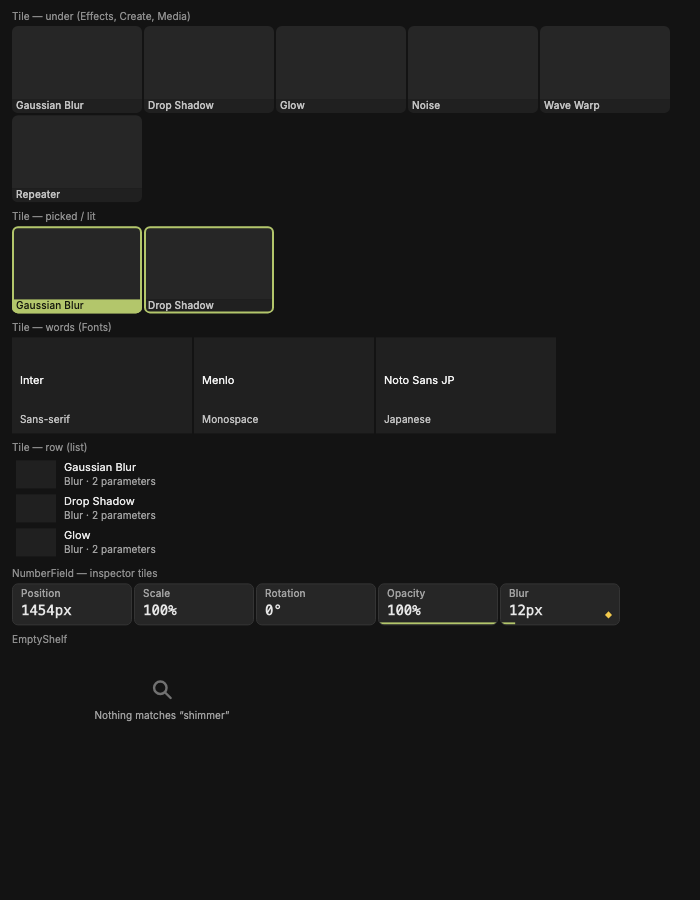 Tile — under (Effects, Create, Media)
Gaussian Blur
Drop Shadow
Glow
Noise
Wave Warp
Repeater
Tile — picked / lit
Gaussian Blur
Drop Shadow
Tile — words (Fonts)
Inter
Menlo
Noto Sans JP
Sans-serif
Monospace
Japanese
Tile — row (list)
Gaussian Blur
Blur · 2 parameters
Drop Shadow
Blur · 2 parameters
Glow
Blur · 2 parameters
NumberField — inspector tiles
Position
Scale
Rotation
Opacity
Blur
1454px
100%
0°
100%
12px
EmptyShelf
Nothing matches “shimmer”